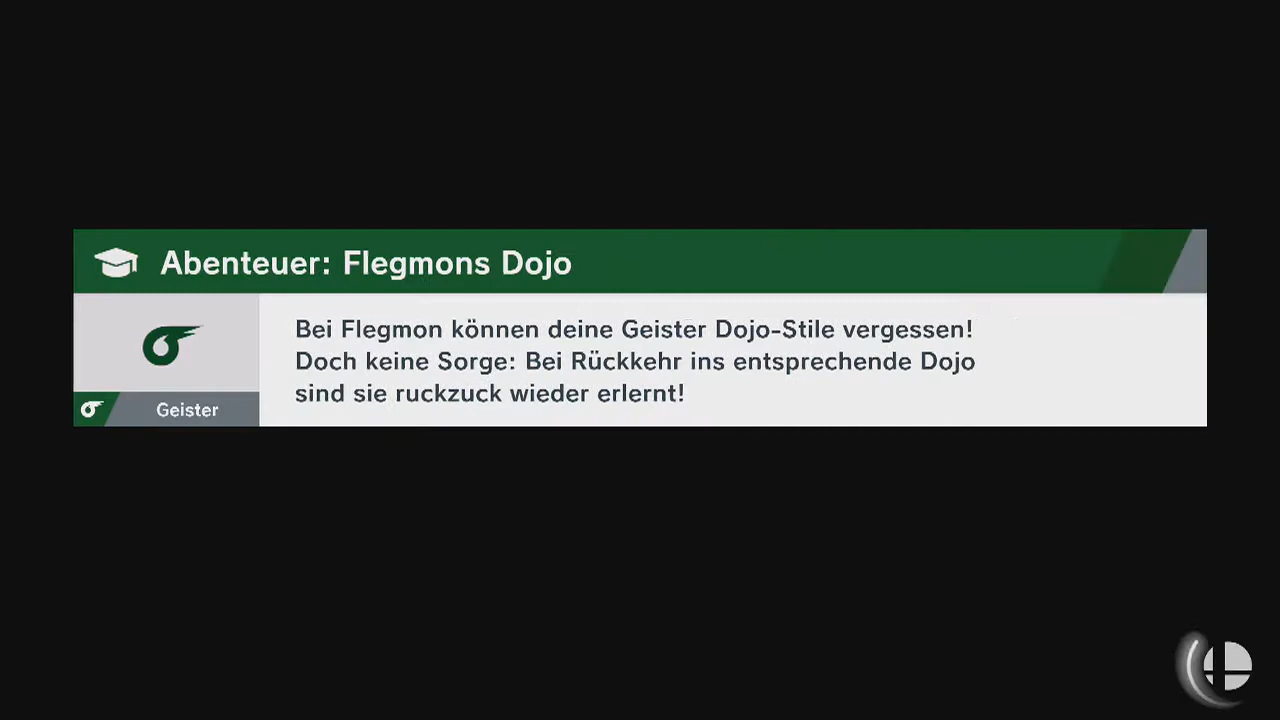 Abenteuer: Flegmons Dojo
Bei Flegmon können deine Geister Dojo-Stile vergessen!
Doch keine Sorge: Bei Rückkehr ins entsprechende Dojo
sind sie ruckzuck wieder erlernt!
Geister